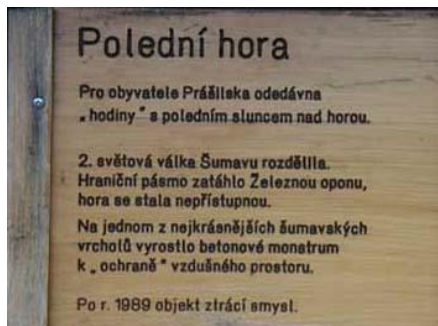 Polední hora
Pro obyvatele Prášilska odedávna
„hodiny" s poledním sluncem nad horou.
2. světová válka Šumavu rozdělila.
Hraniční pásmo zatáhlo Železnou oponu,
hora se stala nepřístupnou.
Na jednom z nejkrásnějších šumavských
vrcholů vyrostlo betonové monstrum
k „ochraně" vzdušného prostoru.
Po r. 1989 objekt ztrácí smysl.